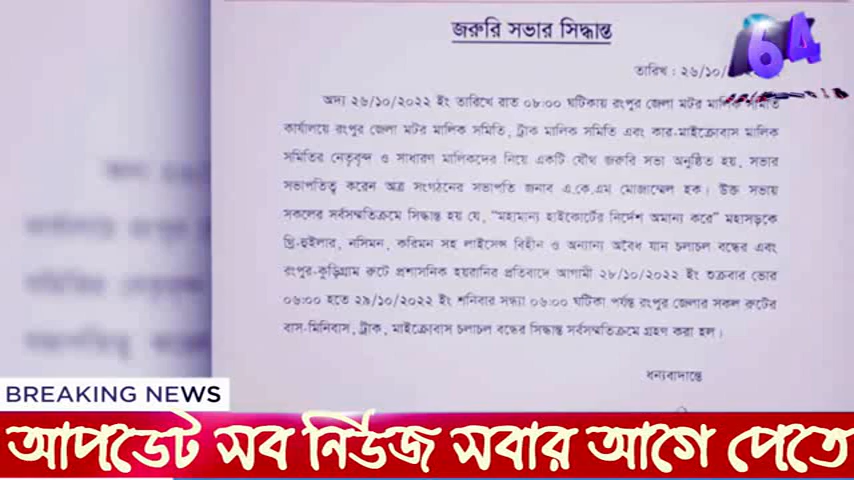 জরুরি সভার সিদ্ধান্ত
64
তারিখ : ২৬/১০/
অদ্য ২৬/১০/২০২২ ইং তারিখে রাত ০৮:০০ ঘটিকায় রংপুর জেলা মটর মালিক সমিতি
কার্যালয়ে রংপুর জেলা মটর মালিক সমিতি, ট্রাক মালিক সমিতি এবং কার-মাইক্রোবাস মালিক
সমিতির নেতৃবৃন্দ ও সাধারণ মালিকদের নিয়ে একটি যৌথ জরুরি সভা অনুষ্ঠিত হয়, সভার
সভাপতিত্ব করেন অত্র সংগঠনের সভাপতি জনাব এ.কে.এম মোজাম্মেল হক। উক্ত সভায়
সকলের সর্বসম্মতিক্রমে সিদ্ধান্ত হয় যে, “মহামান্য হাইকোর্টের নির্দেশ অমান্য করে” মহাসড়কে
থ্রি-হুইলার, নসিমন, করিমন সহ লাইসেন্স বিহীন ও অন্যান্য অবৈধ যান চলাচল বন্ধের এবং
রংপুর-কুড়িগ্রাম রুটে প্রশাসনিক হয়রানির প্রতিবাদে আগামী ২৮/১০/২০২২ ইং শুক্রবার ভোর
০৬:০০ হতে ২৯/১০/২০২২ ইং শনিবার সন্ধ্যা ০৬:০০ ঘটিকা পর্যন্ত রংপুর জেলার সকল রুটের
বাস-মিনিবাস, ট্রাক, মাইক্রোবাস চলাচল বন্ধের সিদ্ধান্ত সর্বসম্মতিক্রমে গ্রহণ করা হল।
ধন্যবাদান্তে
BREAKING NEWS
আপডেট সব নিউজ সবার আগে পেতে